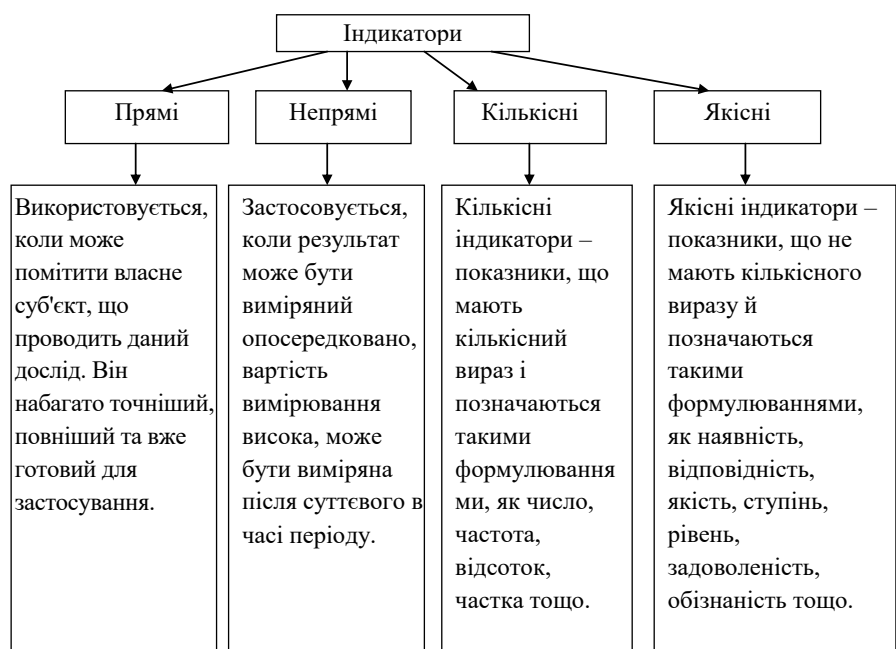 Індикатори
Прямі
Непрямі
Кількісні
Якісні
Використовується,
коли може
помітити власне
суб'єкт, що
проводить даний
дослід. Він
набагато точніший,
повніший та вже
готовий для
застосування.
Застосовується,
коли результат
може бути
виміряний
опосередковано,
вартість
вимірювання
висока, може
бути виміряна
після суттєвого в
часі періоду.
Кількісні
індикатори –
показники, що
мають
кількісний
вираз і
позначаються
такими
формулювання
ми, як число,
частота,
відсоток,
частка тощо.
Якісні індикатори –
показники, що не
мають кількісного
виразу й
позначаються
такими
формулюваннями,
як наявність,
відповідність,
якість, ступінь,
рівень,
задоволеність,
обізнаність тощо.